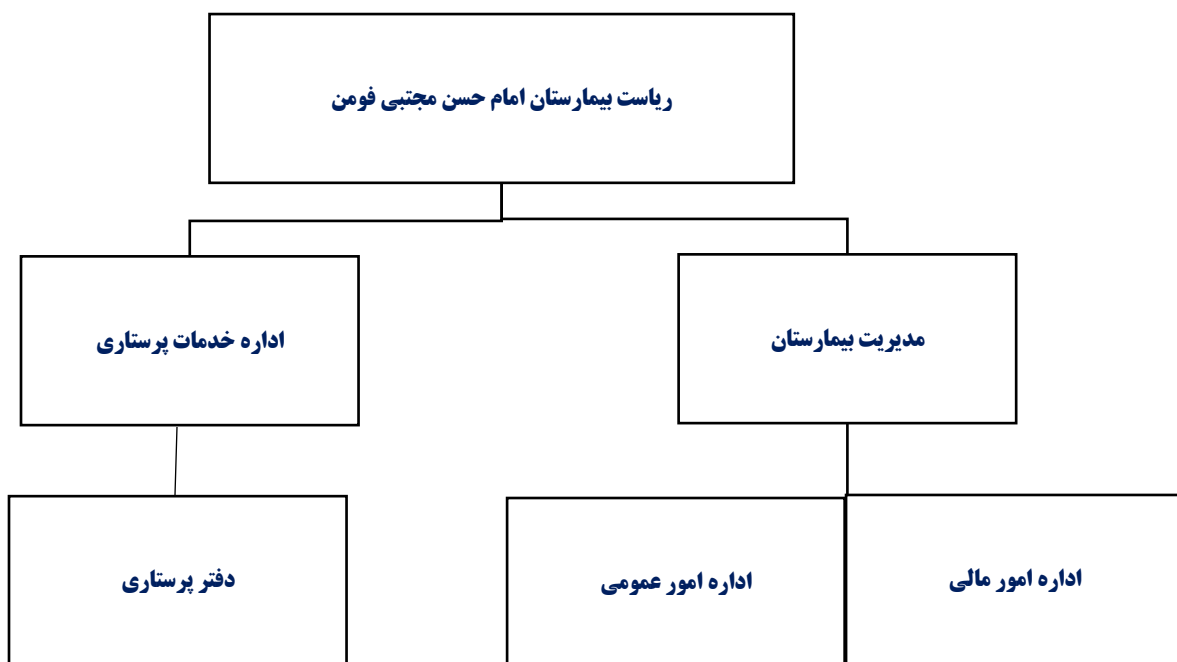 ریاست بیمارستان امام حسن مجتبی فومن
مدیریت بیمارستان
اداره خدمات پرستاری
اداره امور مالی
اداره امور عمومی
دفتر پرستاری